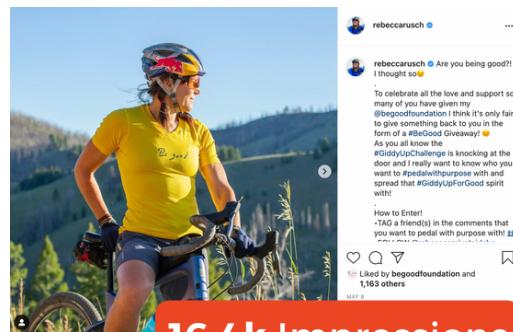 rebeccarusch
rebeccarusch Are you being good?!
I thought so😉
.
To celebrate all the love and support so
many of you have given my
@begoodfoundation I think it's only fair
to give something back to you in the
form of a #BeGood Giveaway! 😀
As you all know the
#GiddyUpChallenge is knocking at the
door and I really want to know who you
want to #pedalwithpurpose with and
spread that #GiddyUpForGood spirit
with!
.
How to Enter!
-TAG a friend(s) in the comments that
you want to pedal with purpose with!
Liked by begoodfoundation and
1,163 others
MAY 8
Be good
Red Bull
Impressions